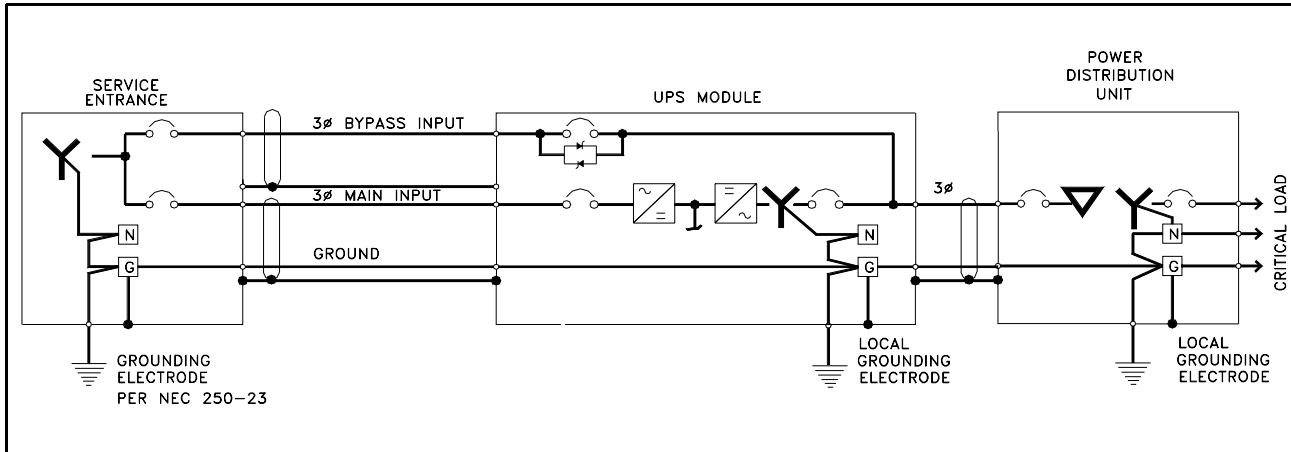 SERVICE
ENTRANCE
UPS MODULE
POWER
DISTRIBUTION
UNIT
3ø BYPASS INPUT
3ø MAIN INPUT
3ø
N
N
N
GROUND
G
G
G
CRITICAL LOAD
GROUNDING
ELECTRODE
PER NEC 250-23
LOCAL
GROUNDING
ELECTRODE
LOCAL
GROUNDING
ELECTRODE